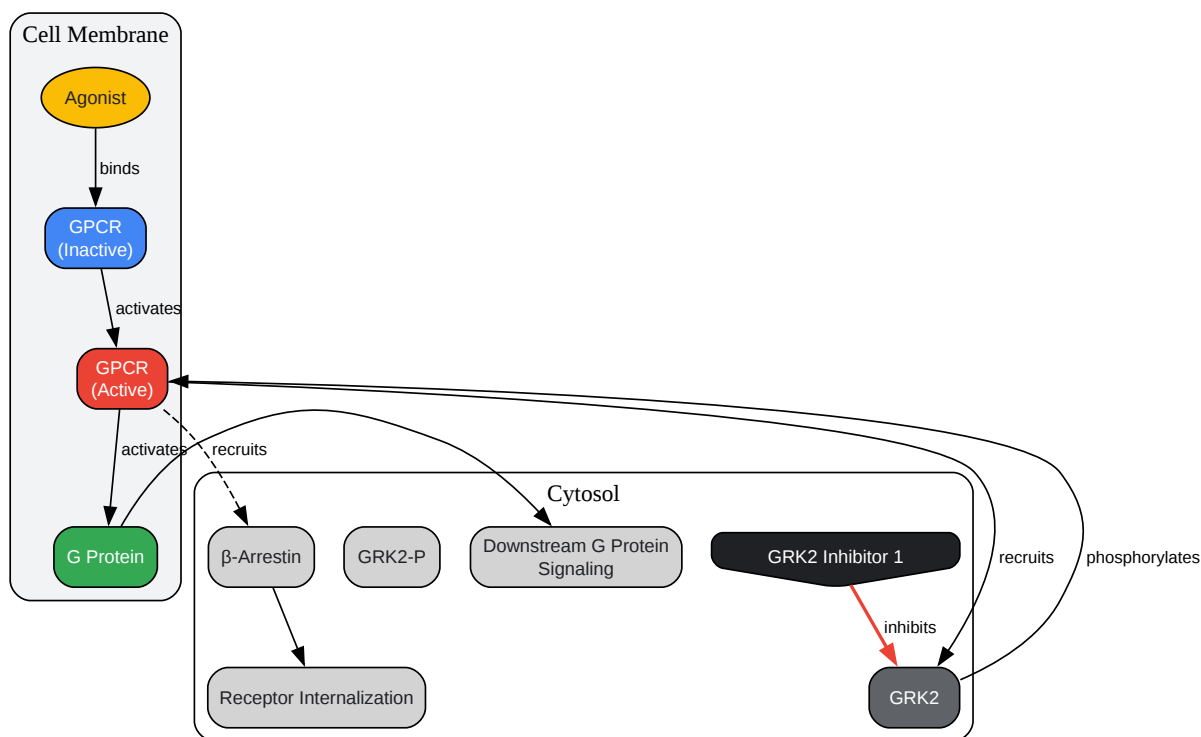 Cell Membrane
Agonist
binds
GPCR
(Inactive)
activates
GPCR
(Active)
activates
recruits
G Protein
Cytosol
β-Arrestin
GRK2-P
Downstream G Protein
Signaling
GRK2 Inhibitor 1
recruits
phosphorylates
inhibits
Receptor Internalization
GRK2